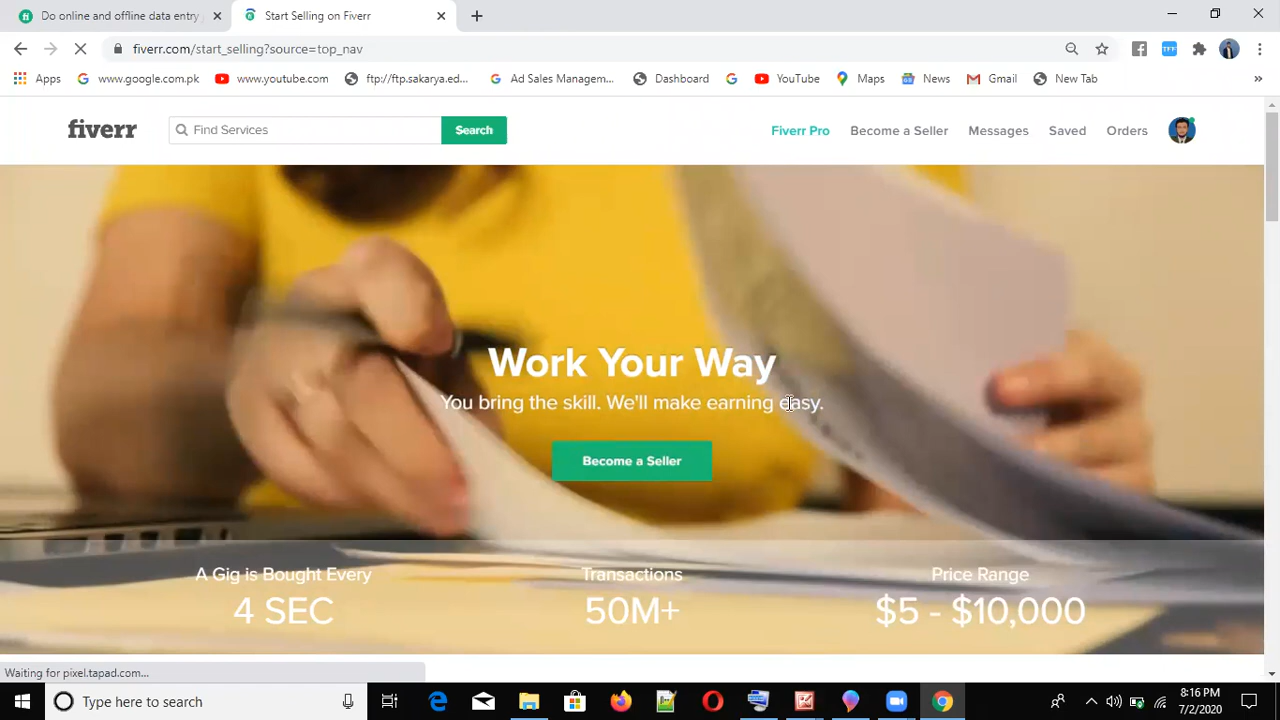 Do online and offline data entry
Start Selling on Fiverr
fiverr.com/start_selling?source=top_nav
Apps
www.google.com.pk
www.youtube.com
ftp://ftp.sakarya.ed...
Ad Sales Managem...
Dashboard
YouTube
Maps
News
Gmail
New Tab
fiverr
Find Services
Search
Fiverr Pro
Become a Seller
Messages
Saved
Orders
Work Your Way
You bring the skill. We'll make earning easy.
Become a Seller
A Gig is Bought Every
Transactions
Price Range
4 SEC
50M+
$5 - $10,000
Waiting for pixel.tapad.com...
Type here to search
8:16 PM
7/2/2020